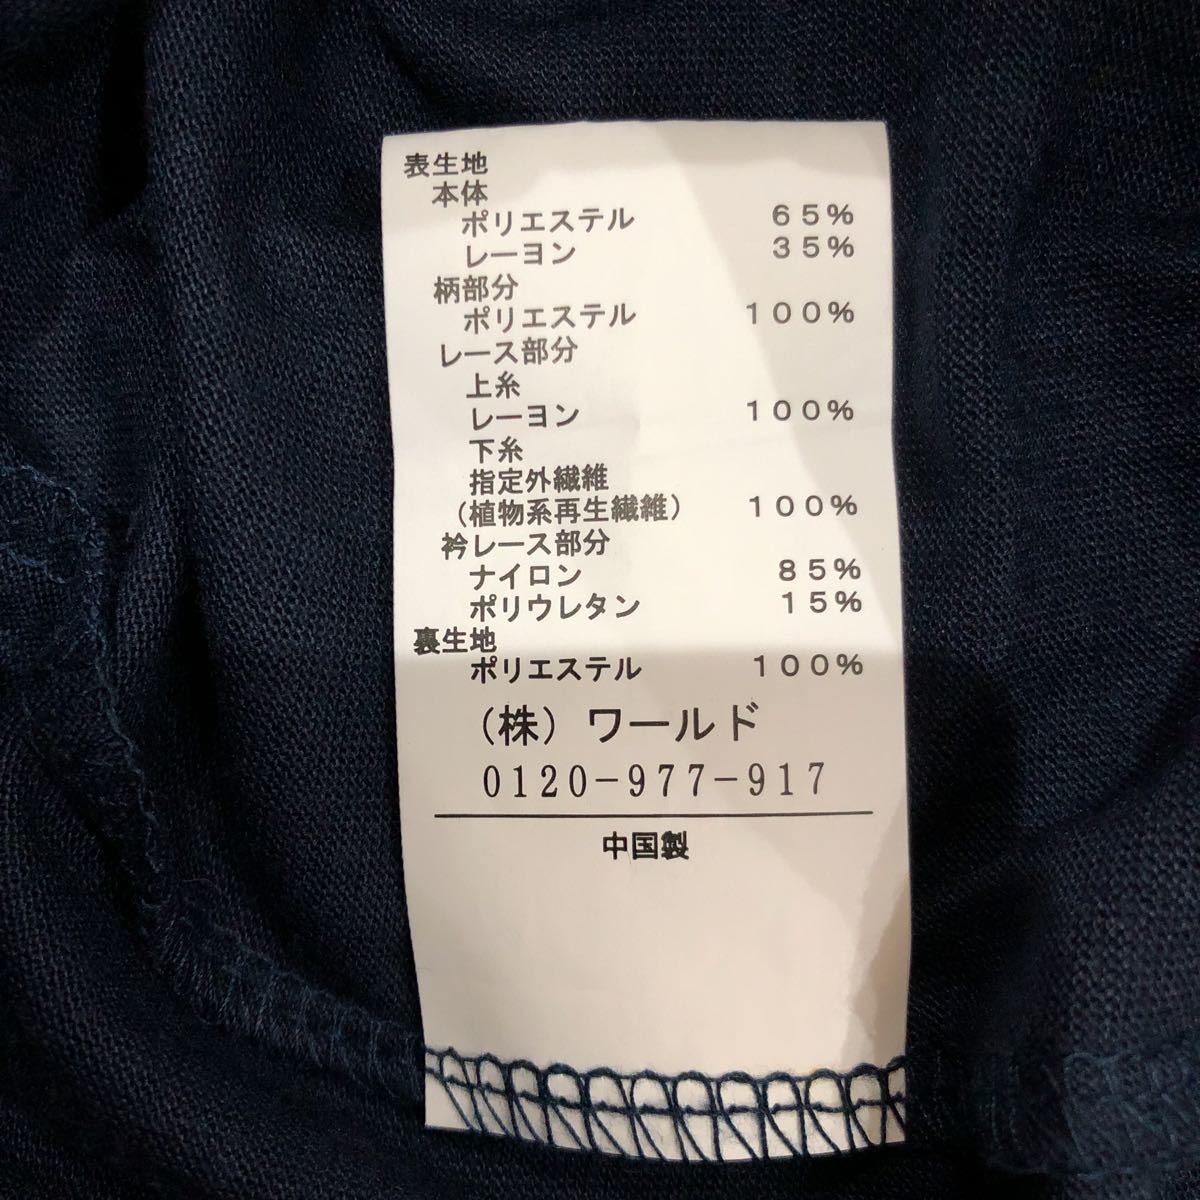 表生地
本体
ポリエステル 65%
レーヨン 35%
柄部分
ポリエステル 100%
レース部分
上糸
レーヨン 100%
下糸
指定外繊維
(植物系再生繊維) 100%
衿レース部分
ナイロン 85%
ポリウレタン 15%
裏生地
ポリエステル 100%
(株)ワールド
0120-977-917
中国製